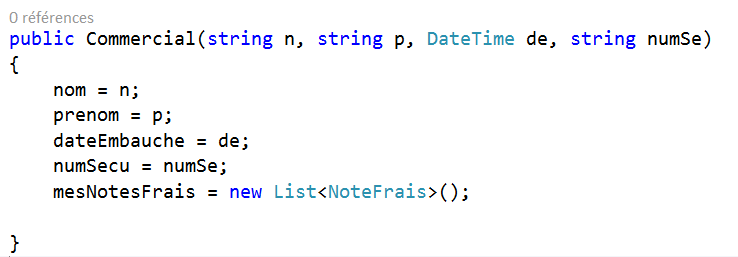 0 références
public Commercial(string n, string p, DateTime de, string numSe)
{
nom = n;
prenom = p;
dateEmbauche = de;
numSecu = numSe;
mesNotesFrais = new List<NoteFrais>();
}